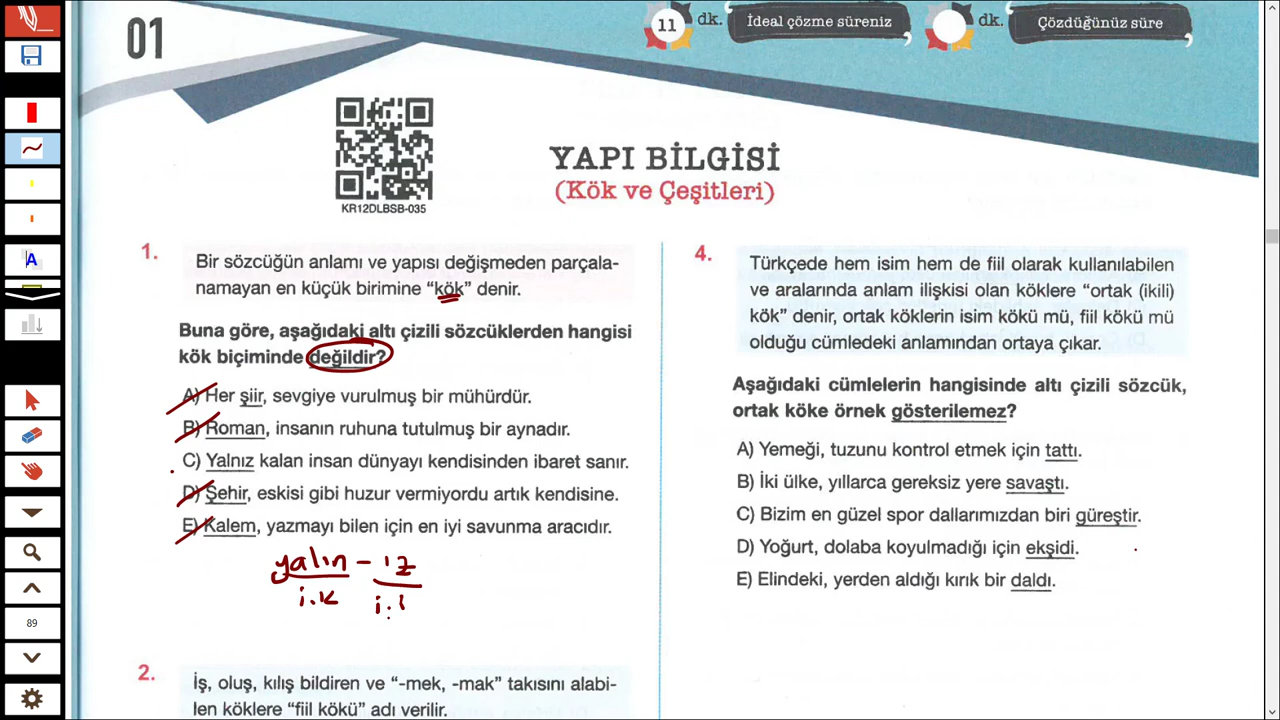 01
11 dk. İdeal çözme süreniz
dk. Çözdüğünüz süre
KR12DLBSB-035
YAPI BİLGİSİ
(Kök ve Çeşitleri)
1.
Bir sözcüğün anlamı ve yapısı değişmeden parçala-
namayan en küçük birimine “kök” denir.
Buna göre, aşağıdaki altı çizili sözcüklerden hangisi
kök biçiminde değildir?
A) Her şiir, sevgiye vurulmuş bir mühürdür.
B) Roman, insanın ruhuna tutulmuş bir aynadır.
C) Yalnız kalan insan dünyayı kendisinden ibaret sanır.
D) Şehir, eskisi gibi huzur vermiyordu artık kendisine.
E) Kalem, yazmayı bilen için en iyi savunma aracıdır.
yalın - ız
i.k i.i
2.
İş, oluş, kılış bildiren ve “-mek, -mak” takısını alabi-
len köklere “fiil kökü” adı verilir.
4.
Türkçede hem isim hem de fiil olarak kullanılabilen
ve aralarında anlam ilişkisi olan köklere “ortak (ikili)
kök” denir, ortak köklerin isim kökü mü, fiil kökü mü
olduğu cümledeki anlamından ortaya çıkar.
Aşağıdaki cümlelerin hangisinde altı çizili sözcük,
ortak köke örnek gösterilemez?
A) Yemeği, tuzunu kontrol etmek için tattı.
B) İki ülke, yıllarca gereksiz yere savaştı.
C) Bizim en güzel spor dallarımızdan biri güreştir.
D) Yoğurt, dolaba koyulmadığı için ekşidi.
E) Elindeki, yerden aldığı kırık bir daldı.
A
89